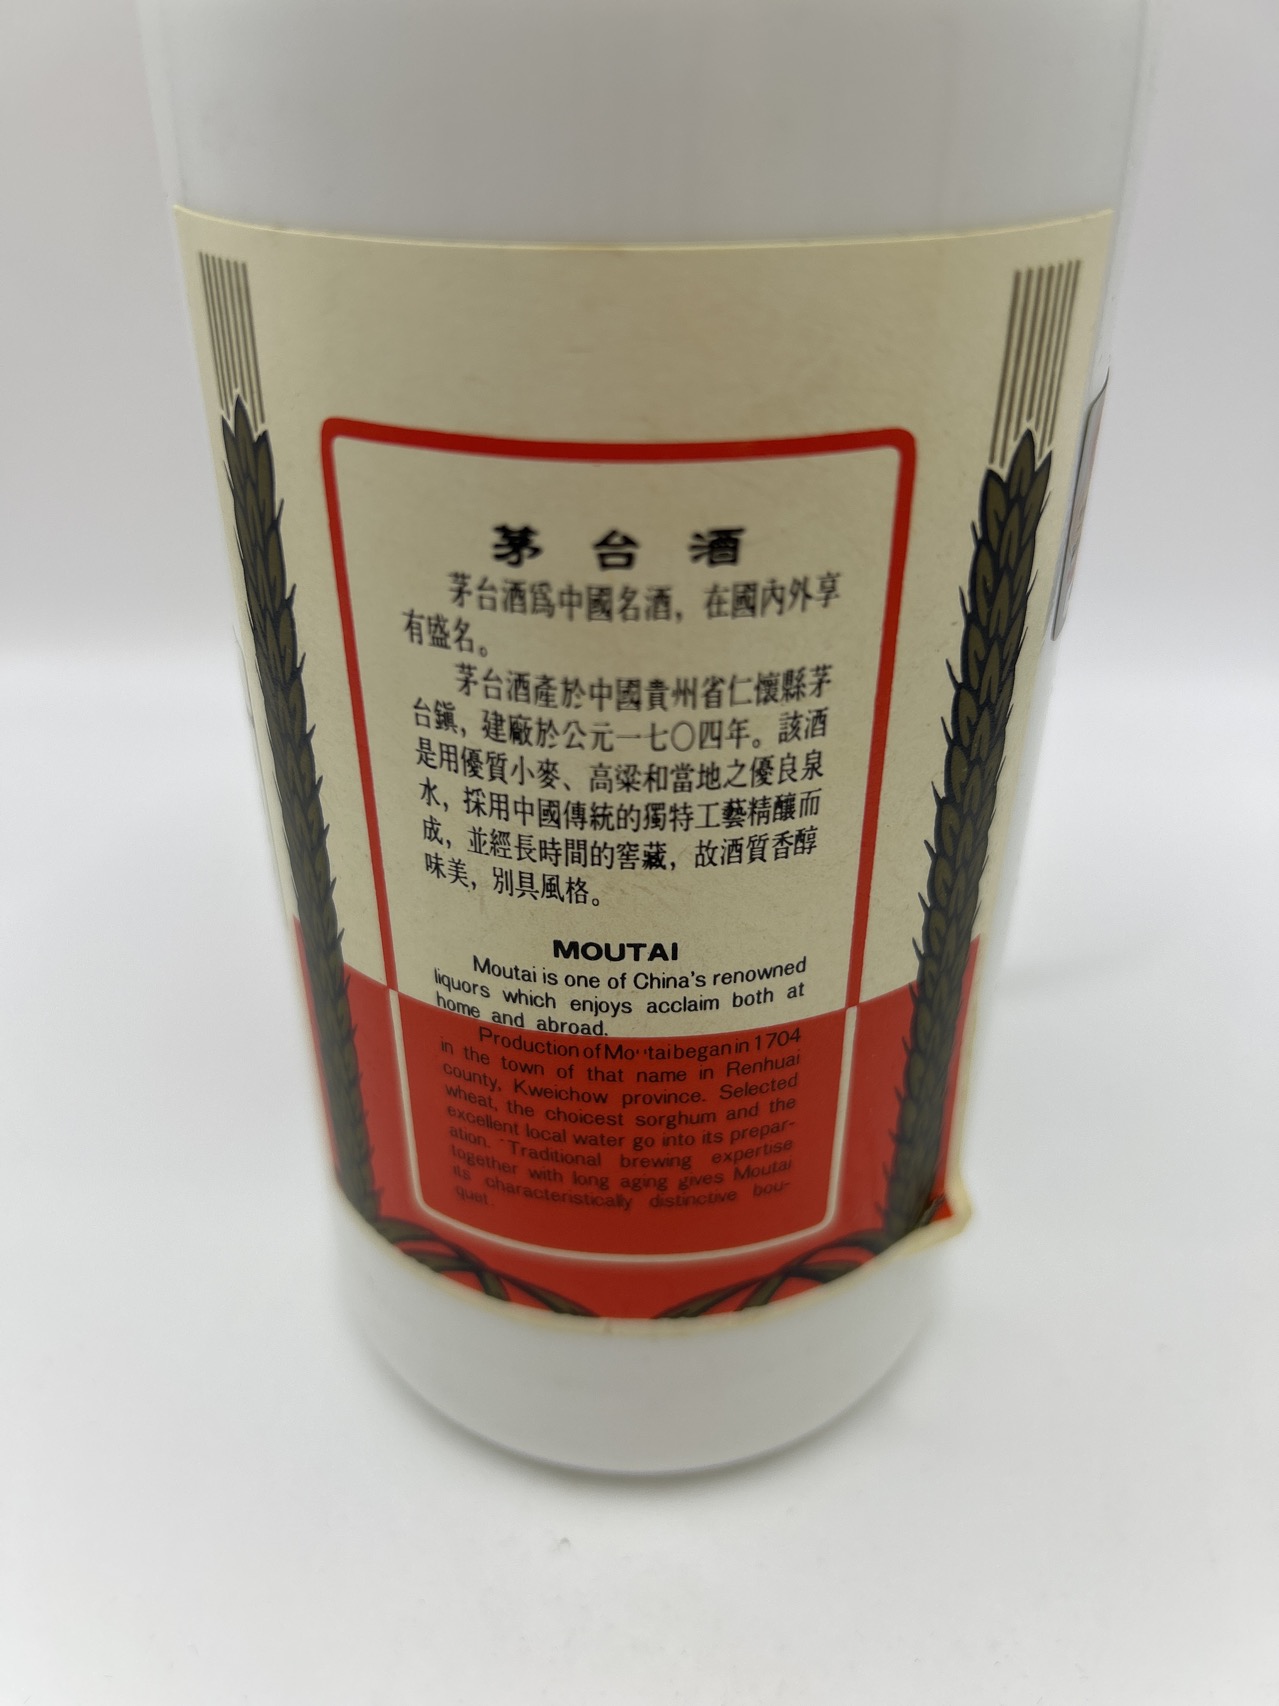 茅台酒
茅台酒爲中國名酒，在國內外享
有盛名。
茅台酒產於中國貴州省仁懷縣茅
台鎭，建廠於公元一七〇四年。該酒
是用優質小麥、高粱和當地之優良泉
水，採用中國傳統的獨特工藝精釀而
成，並經長時間的窖藏，故酒質香醇
味美，別具風格。
MOUTAI
Moutai is one of China's renowned
liquors which enjoys acclaim both at
home and abroad.
Production of Moutai began in 1704
in the town of that name in Renhuai
county, Kweichow province. Selected
wheat, the choicest sorghum and the
excellent local water go into its prepar-
ation. Traditional brewing expertise
together with long aging gives Moutai
its characteristically distinctive bou-
quet